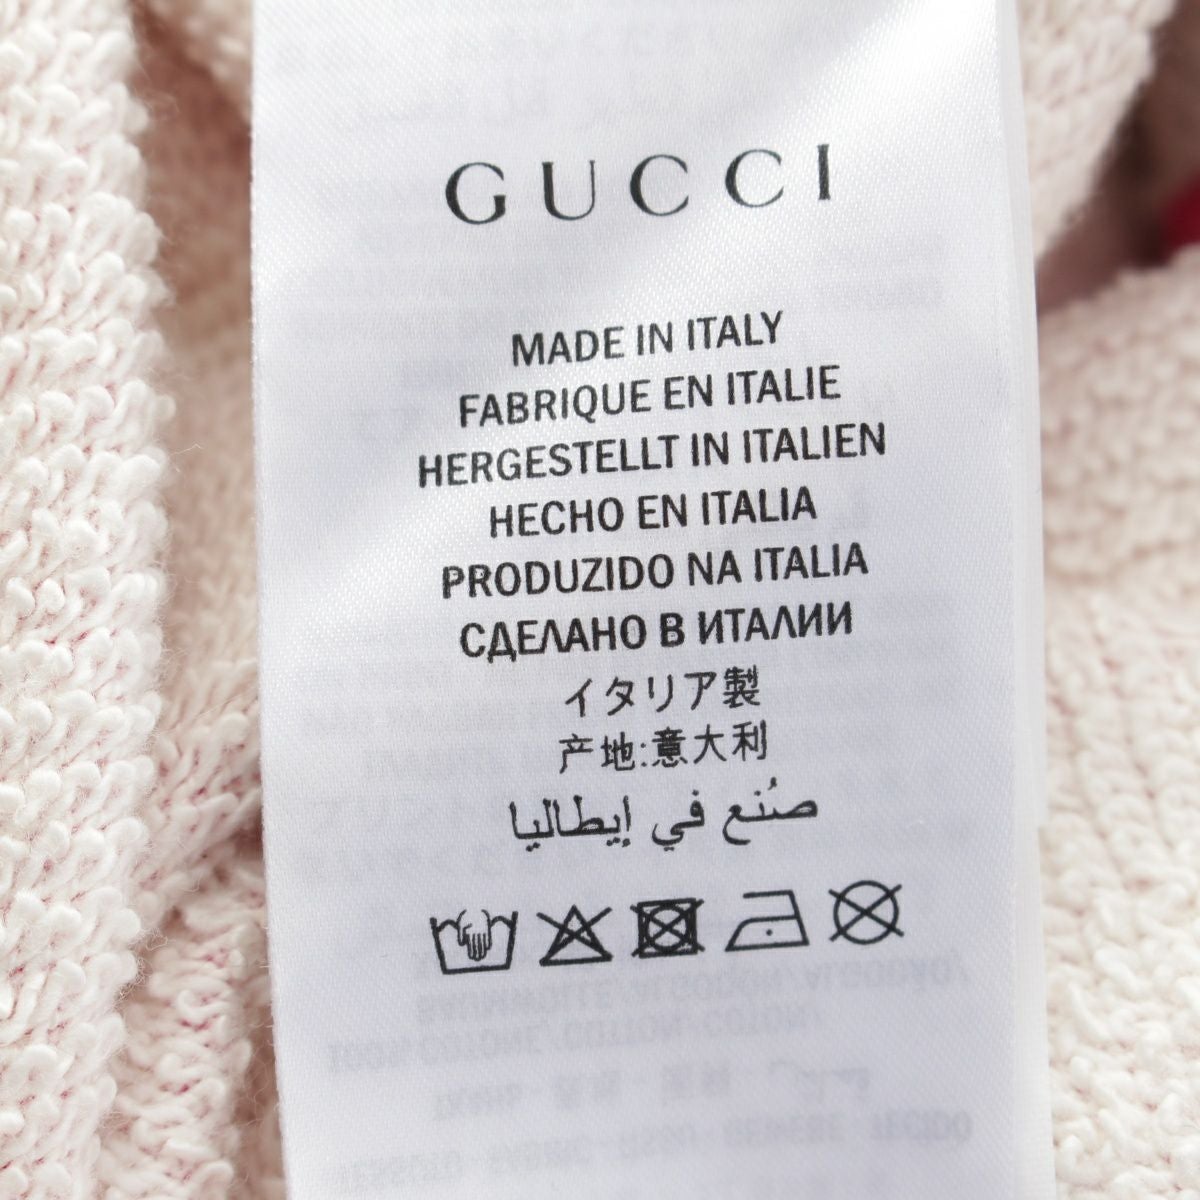 GUCCI
MADE IN ITALY
FABRIQUE EN ITALIE
HERGESTELLT IN ITALIEN
HECHO EN ITALIA
PRODUZIDO NA ITALIA
СДЕЛАНО В ИТАЛИИ
イタリア製
产地:意大利
صُنع في إيطاليا